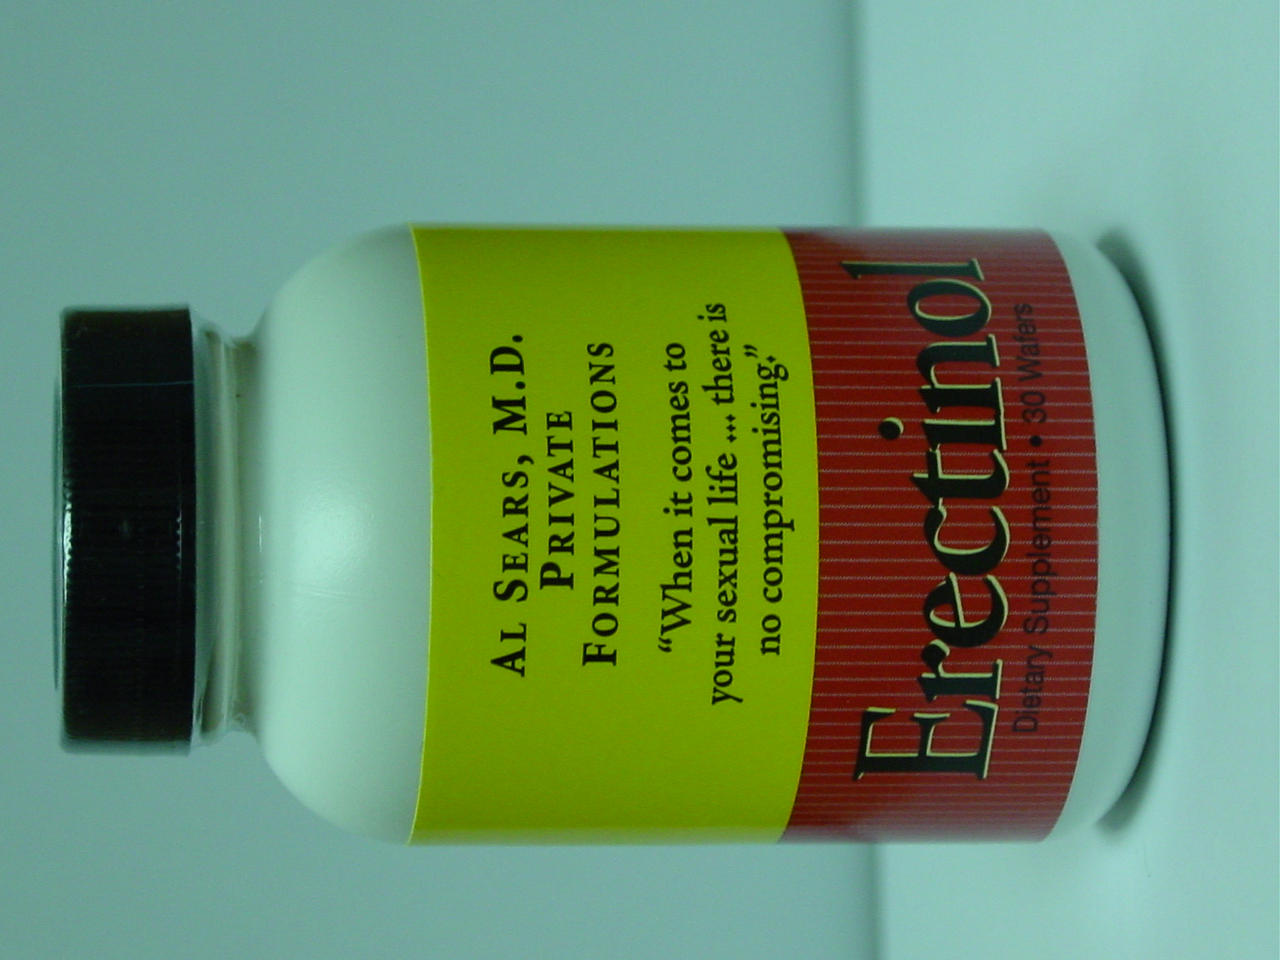 AL SEARS, M.D.
PRIVATE
FORMULATIONS
“When it comes to
your sexual life ... there is
no compromising.”
Erectinol
Dietary Supplement • 30 Wafers